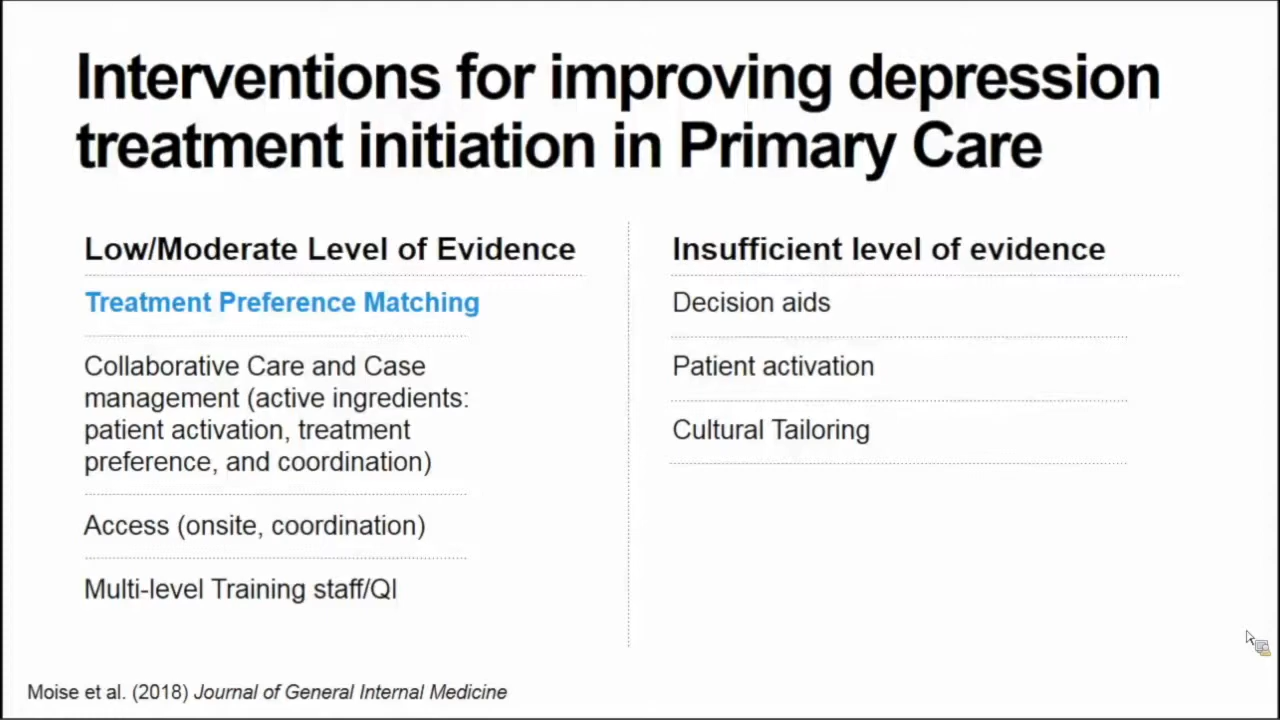 Interventions for improving depression
treatment initiation in Primary Care
Low/Moderate Level of Evidence
Treatment Preference Matching
Collaborative Care and Case
management (active ingredients:
patient activation, treatment
preference, and coordination)
Access (onsite, coordination)
Multi-level Training staff/QI
Insufficient level of evidence
Decision aids
Patient activation
Cultural Tailoring
Moise et al. (2018) Journal of General Internal Medicine